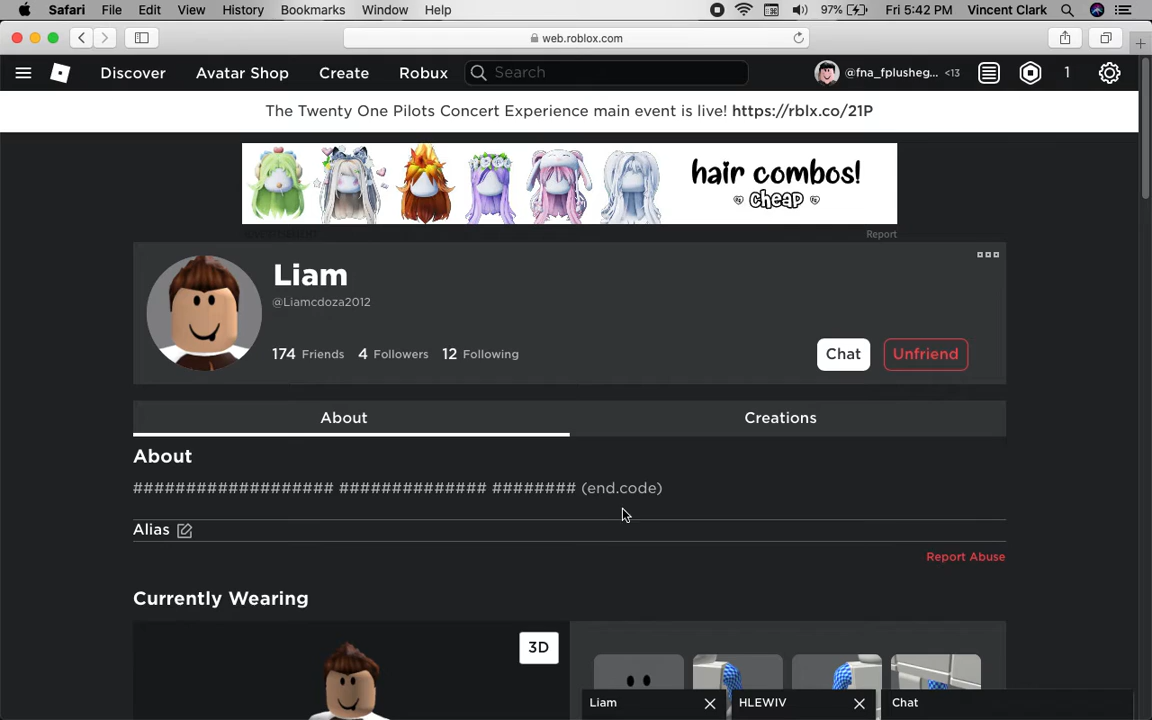 Safari File Edit View History Bookmarks Window Help 97% Fri 5:42 PM Vincent Clark
web.roblox.com
Discover Avatar Shop Create Robux Search @fna_fplusheg... <13 1
The Twenty One Pilots Concert Experience main event is live! https://rblx.co/21P
hair combos!
cheap
Report
Liam
@Liamcdoza2012
174 Friends 4 Followers 12 Following
Chat Unfriend
About Creations
About
################### ############## ######## (end.code)
Alias
Report Abuse
Currently Wearing
3D
Liam HLEWIV Chat